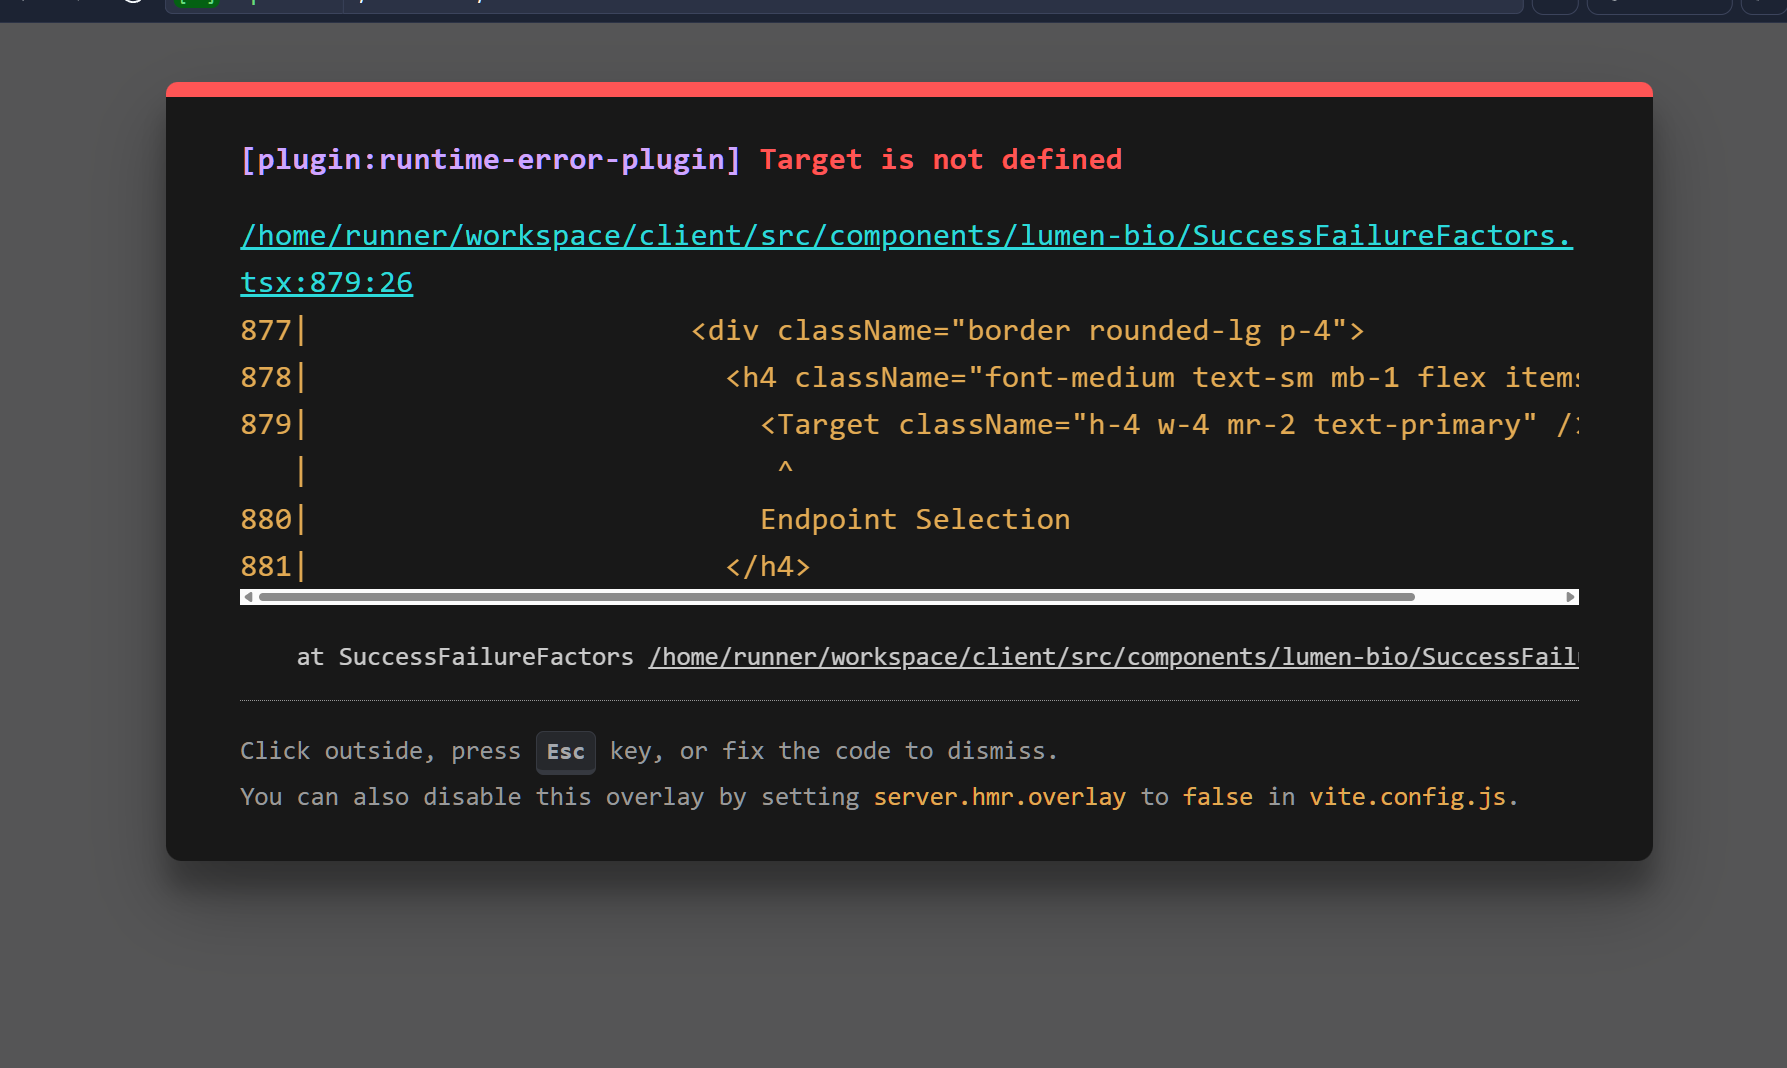 [plugin:runtime-error-plugin] Target is not defined
/home/runner/workspace/client/src/components/lumen-bio/SuccessFailureFactors.
tsx:879:26
877|                      <div className="border rounded-lg p-4">
878|                        <h4 className="font-medium text-sm mb-1 flex items
879|                          <Target className="h-4 w-4 mr-2 text-primary" />
   |                           ^
880|                          Endpoint Selection
881|                        </h4>
at SuccessFailureFactors /home/runner/workspace/client/src/components/lumen-bio/SuccessFail
Click outside, press Esc key, or fix the code to dismiss.
You can also disable this overlay by setting server.hmr.overlay to false in vite.config.js.